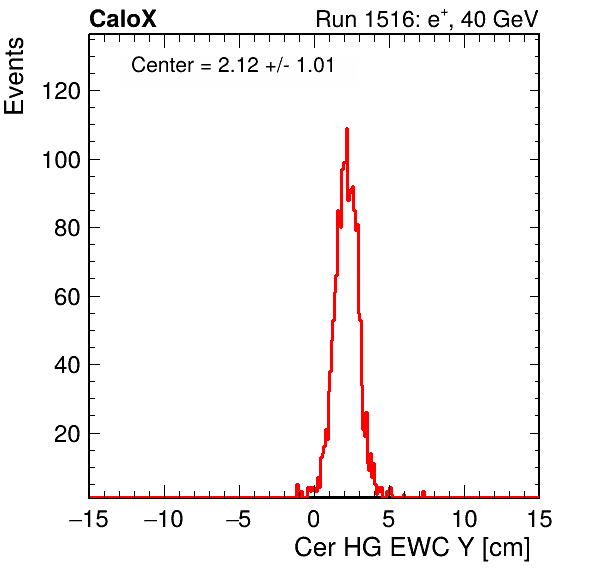 CaloX Run 1516: e⁺, 40 GeV
Events
Center = 2.12 +/- 1.01
120
100
80
60
40
20
−15 −10 −5 0 5 10 15
Cer HG EWC Y [cm]